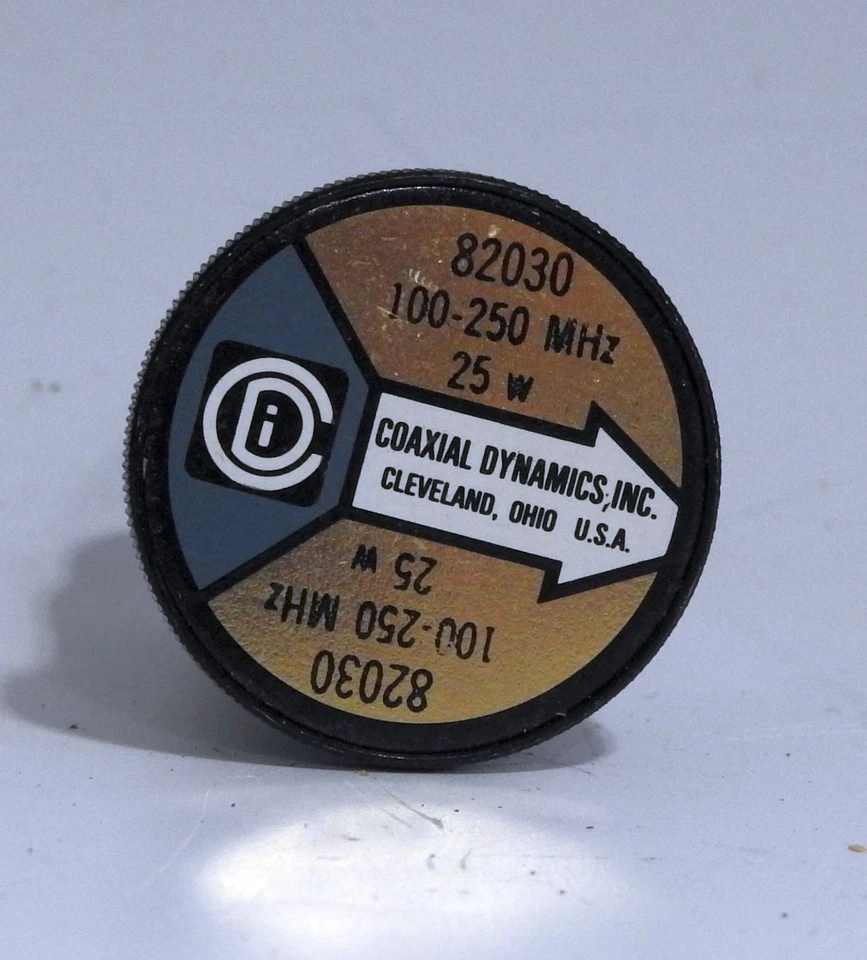 82030
100-250 MHz
25 W
CDi
COAXIAL DYNAMICS, INC.
CLEVELAND, OHIO U.S.A.
25 W
100-250 MHz
82030